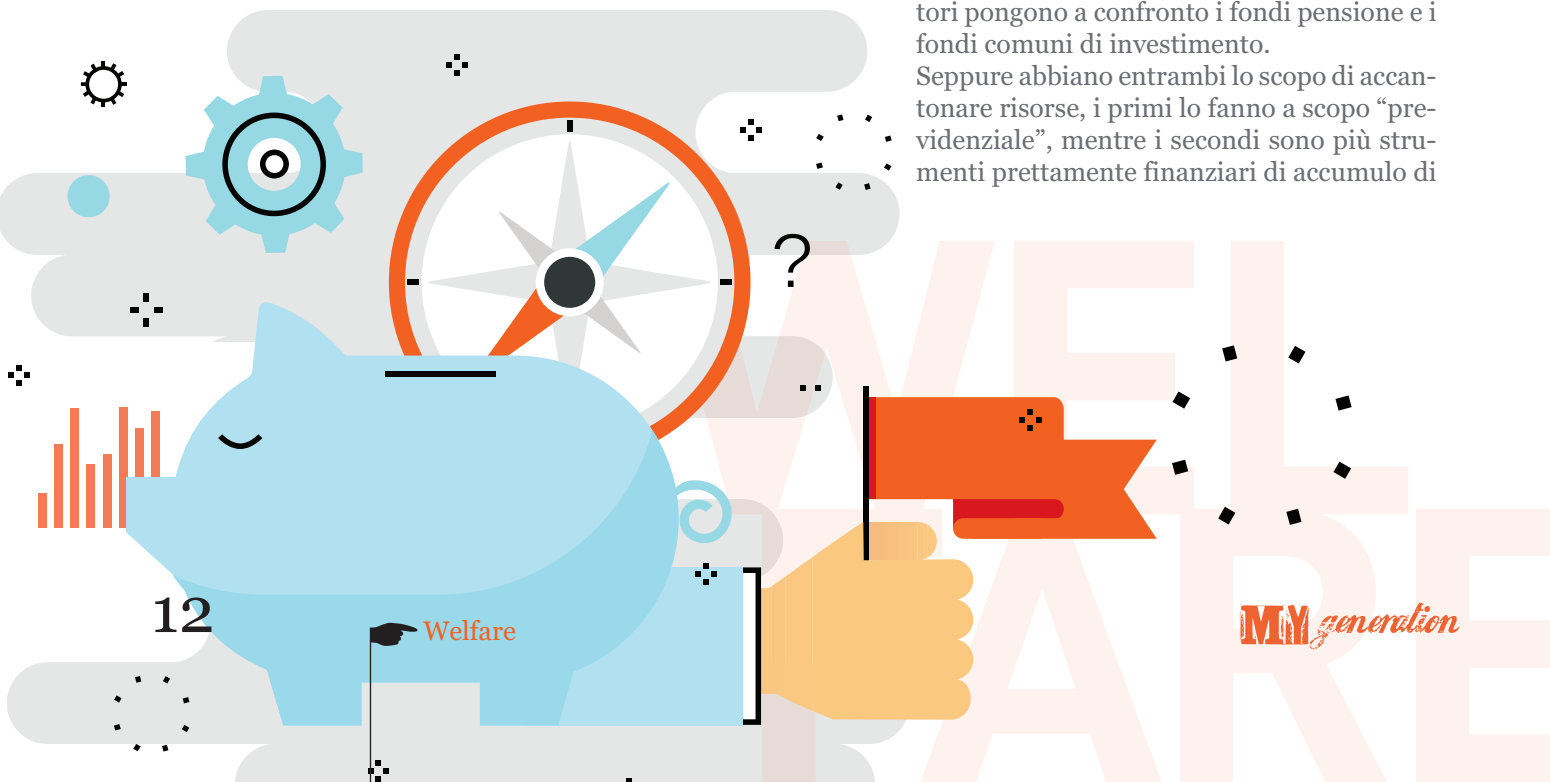 tori pongono a confronto i fondi pensione e i
fondi comuni di investimento.
Seppure abbiano entrambi lo scopo di accan-
tonare risorse, i primi lo fanno a scopo “pre-
videnziale”, mentre i secondi sono più stru-
menti prettamente finanziari di accumulo di
?
WEL
FARE
12
Welfare
MY generation